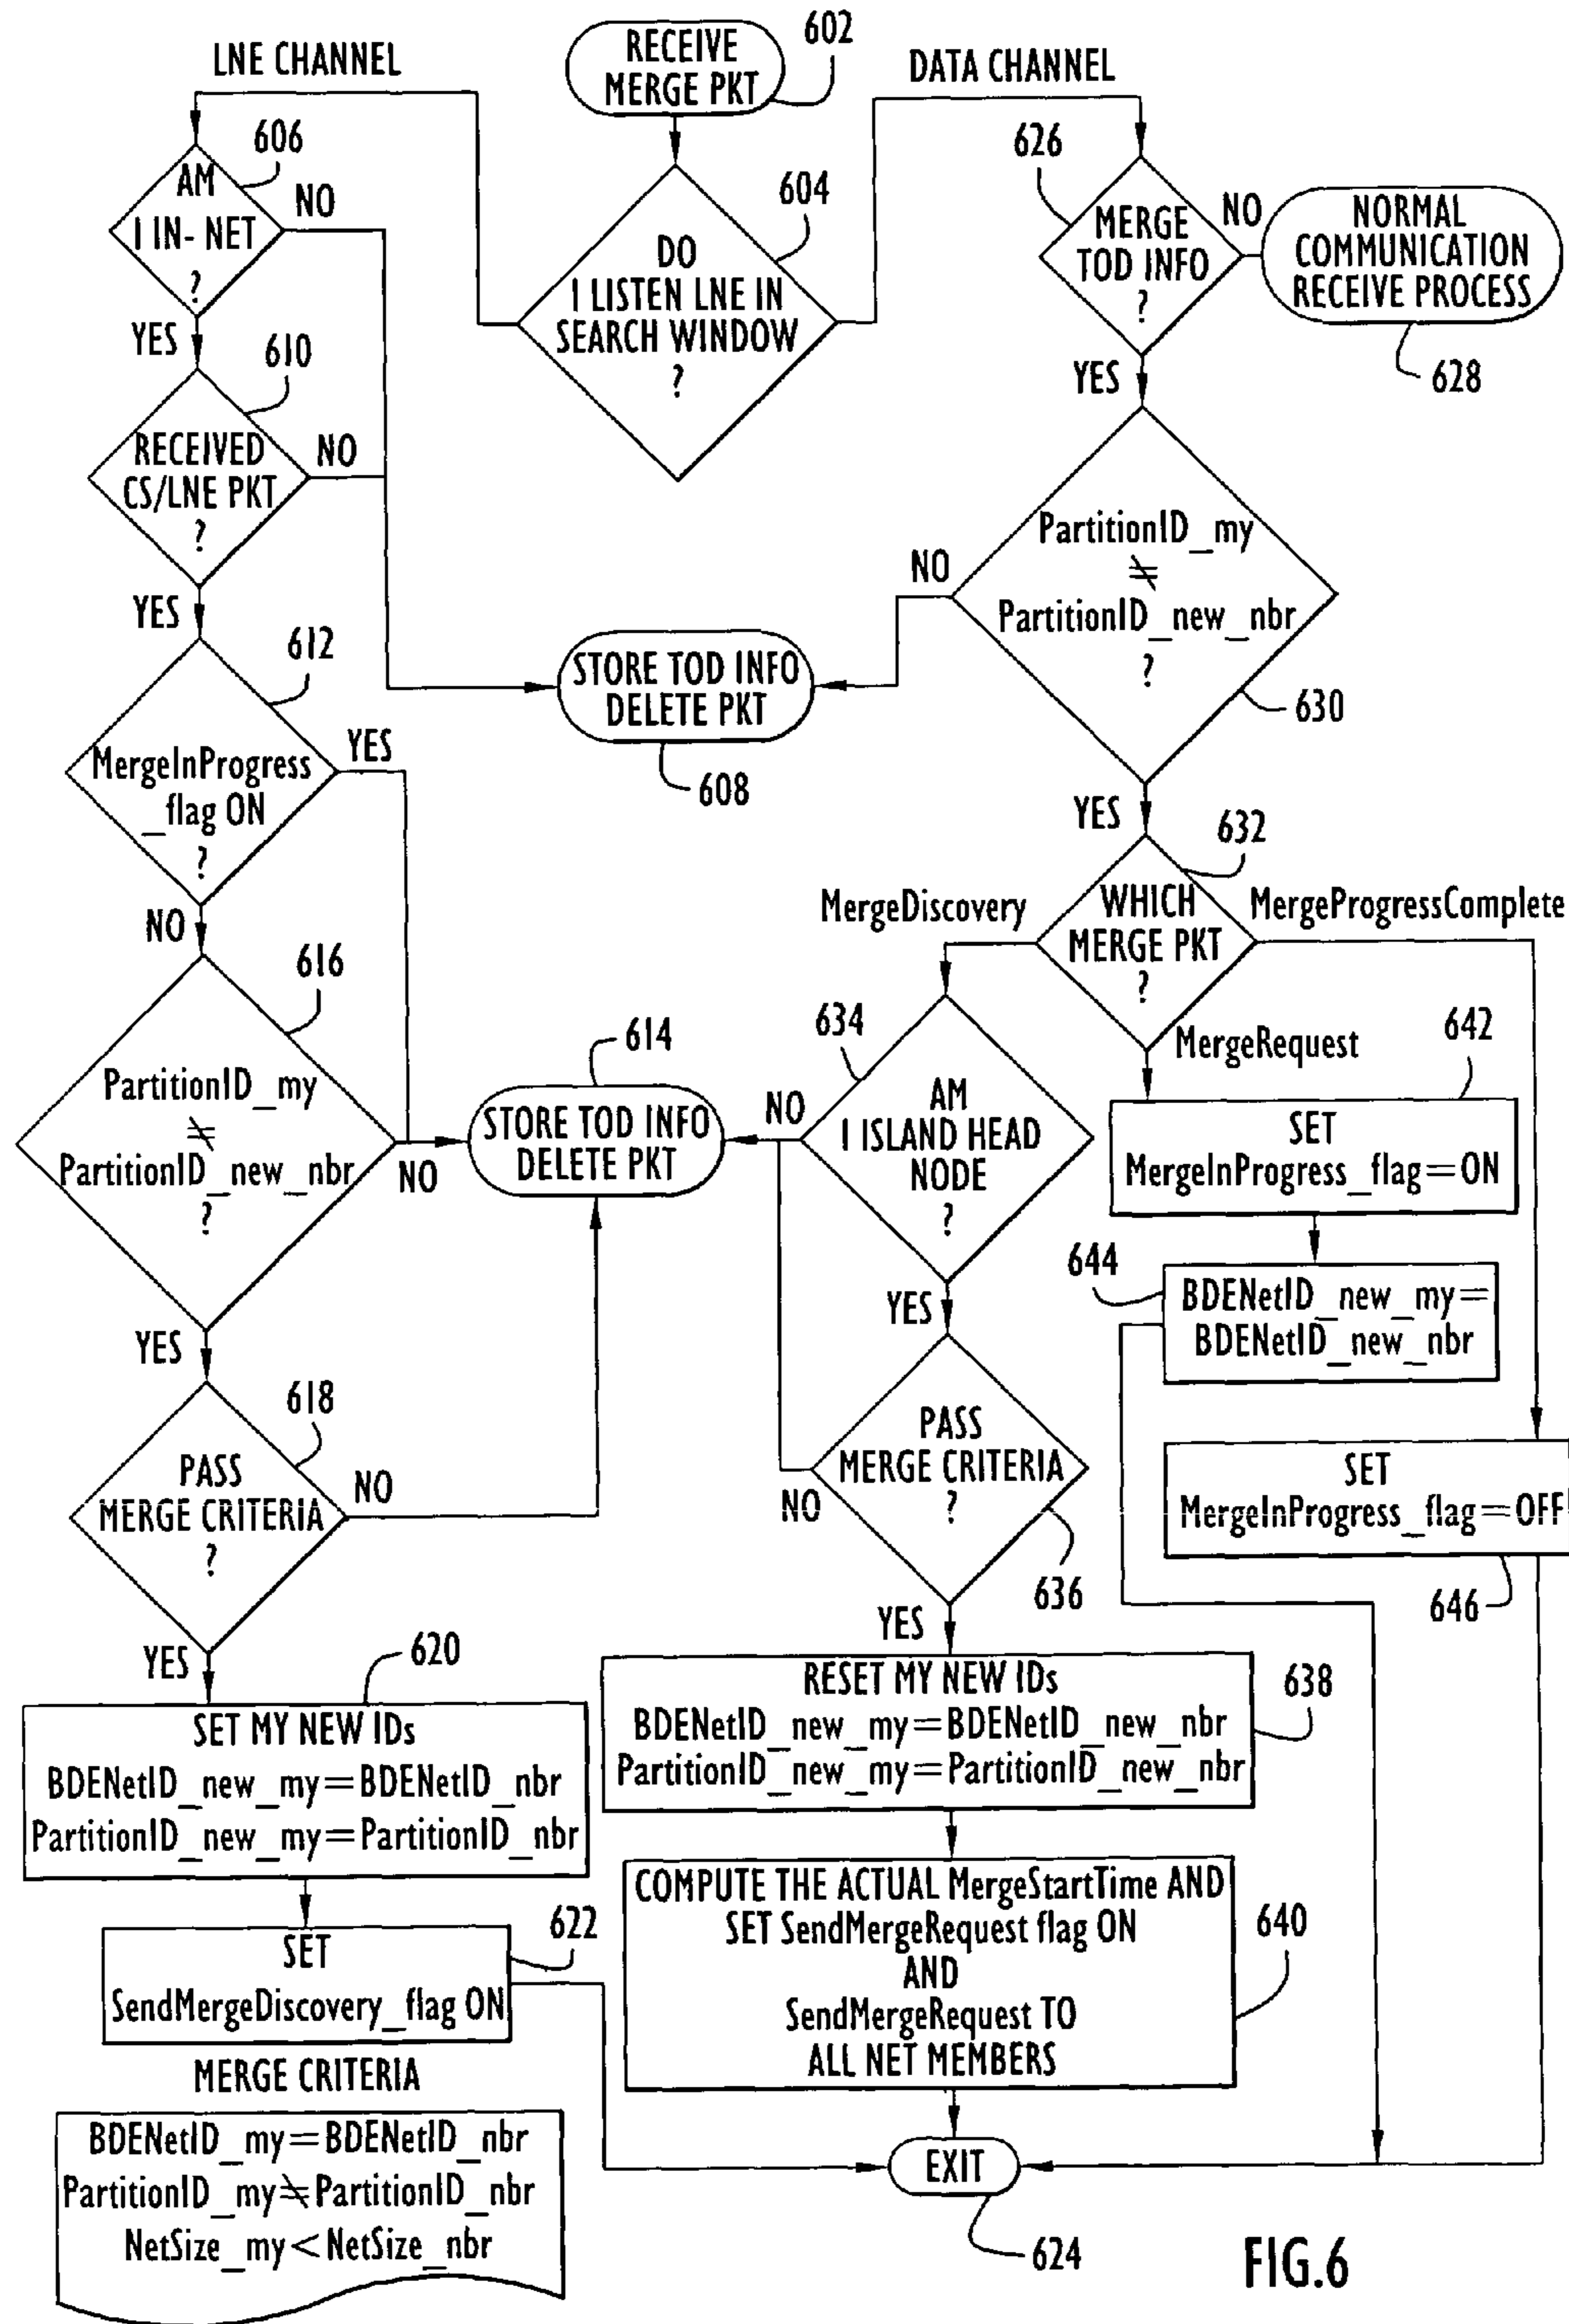 LNE CHANNEL
RECEIVE
MERGE PKT
602
DATA CHANNEL
606
AM
I IN- NET
?
NO
YES
604
DO
I LISTEN LNE IN
SEARCH WINDOW
?
626
MERGE
TOD INFO
?
NO
YES
NORMAL
COMMUNICATION
RECEIVE PROCESS
628
610
RECEIVED
CS/LNE PKT
?
NO
YES
PartitionID_my
≠
PartitionID_new_nbr
?
NO
630
YES
STORE TOD INFO
DELETE PKT
608
612
MergeInProgress
_flag ON
?
YES
NO
632
WHICH
MERGE PKT
?
MergeDiscovery
MergeProgressComplete
MergeRequest
616
PartitionID_my
≠
PartitionID_new_nbr
?
NO
YES
614
STORE TOD INFO
DELETE PKT
634
AM
I ISLAND HEAD
NODE
?
NO
YES
642
SET
MergeInProgress_flag=ON
644
BDENetID_new_my=
BDENetID_new_nbr
618
PASS
MERGE CRITERIA
?
NO
YES
PASS
MERGE CRITERIA
?
NO
636
YES
SET
MergeInProgress_flag=OFF
646
620
SET MY NEW IDs
BDENetID_new_my=BDENetID_nbr
PartitionID_new_my=PartitionID_nbr
RESET MY NEW IDs
BDENetID_new_my=BDENetID_new_nbr
PartitionID_new_my=PartitionID_new_nbr
638
622
SET
SendMergeDiscovery_flag ON
COMPUTE THE ACTUAL MergeStartTime AND
SET SendMergeRequest flag ON
AND
SendMergeRequest TO
ALL NET MEMBERS
640
MERGE CRITERIA
BDENetID_my=BDENetID_nbr
PartitionID_my≠PartitionID_nbr
NetSize_my<NetSize_nbr
EXIT
624
FIG.6